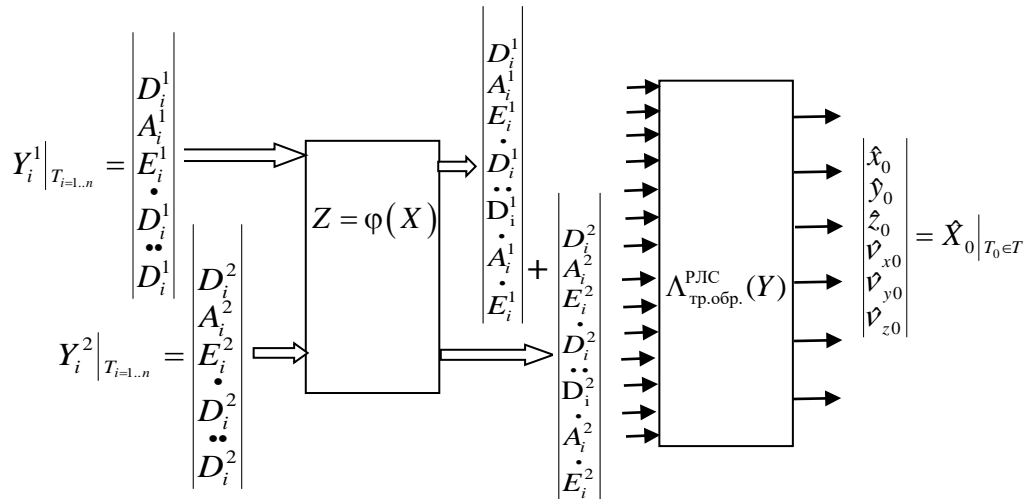 Y_i^1|_{T_{i=1..n}} =
D_i^1
A_i^1
E_i^1
Ḋ_i^1
D̈_i^1
Y_i^2|_{T_{i=1..n}} =
D_i^2
A_i^2
E_i^2
Ḋ_i^2
D̈_i^2
Z = φ(X)
D_i^1
A_i^1
E_i^1
Ḋ_i^1
D̈_i^1
Ȧ_i^1
Ė_i^1
+
D_i^2
A_i^2
E_i^2
Ḋ_i^2
D̈_i^2
Ȧ_i^2
Ė_i^2
Λ_{тр.обр.}^{РЛС}(Y)
x̂_0
ŷ_0
ẑ_0
v̂_{x0}
v̂_{y0}
v̂_{z0}
= X̂_0|_{T_0∈T}